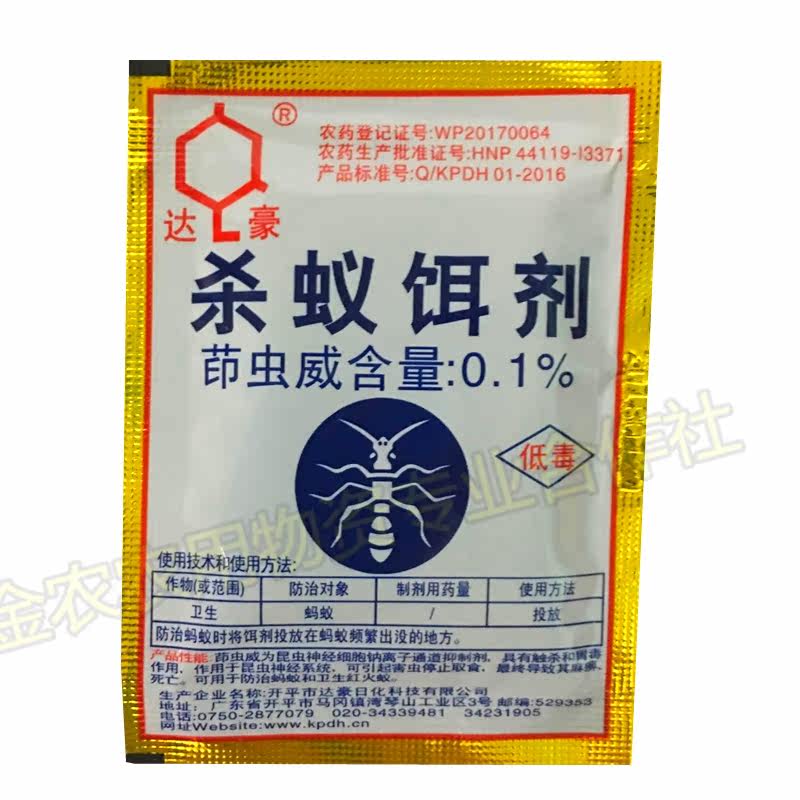 ®
达豪
农药登记证号:WP20170064
农药生产批准证号:HNP 44119-I3371
产品标准号:Q/KPDH 01-2016
杀蚁饵剂
茚虫威含量:0.1%
低毒
使用技术和使用方法:
作物(或范围) 防治对象 制剂用药量 使用方法
卫生 蚂蚁 / 投放
防治蚂蚁时将饵剂投放在蚂蚁频繁出没的地方。
产品性能:茚虫威为昆虫神经细胞钠离子通道抑制剂,具有触杀和胃毒
作用,作用于昆虫神经系统,可引起害虫停止取食,最终导致其麻痹、
死亡。可用于防治蚂蚁和卫生红火蚁。
生产企业名称:开平市达豪日化科技有限公司
地址:广东省开平市马冈镇湾琴山工业区3号 邮编:529353
电话:0750-2877079 020-34339481 34231905
网址Website:www.kpdh.cn
金农农用物资专业合作社